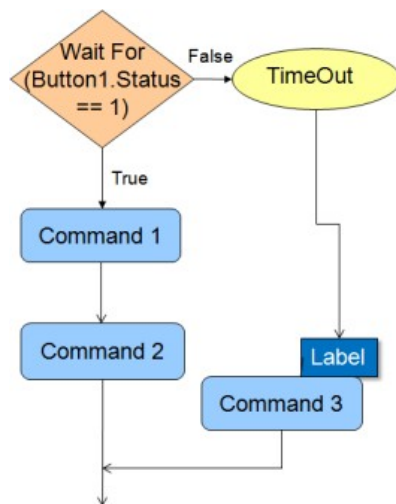 Wait For
(Button1.Status
== 1)
False
TimeOut
True
Command 1
Command 2
Label
Command 3